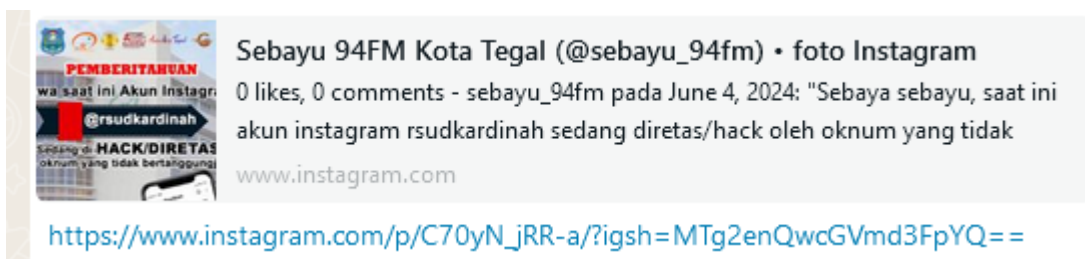 PEMBERITAHUAN
wa saat ini Akun Instagr
@rsudkardinah
Sedang di HACK/DIRETAS
oknum yang tidak bertanggung
Sebayu 94FM Kota Tegal (@sebayu_94fm) • foto Instagram
0 likes, 0 comments - sebayu_94fm pada June 4, 2024: "Sebaya sebayu, saat ini
akun instagram rsudkardinah sedang diretas/hack oleh oknum yang tidak
www.instagram.com
https://www.instagram.com/p/C70yN_jRR-a/?igsh=MTg2enQwcGVmd3FpYQ==